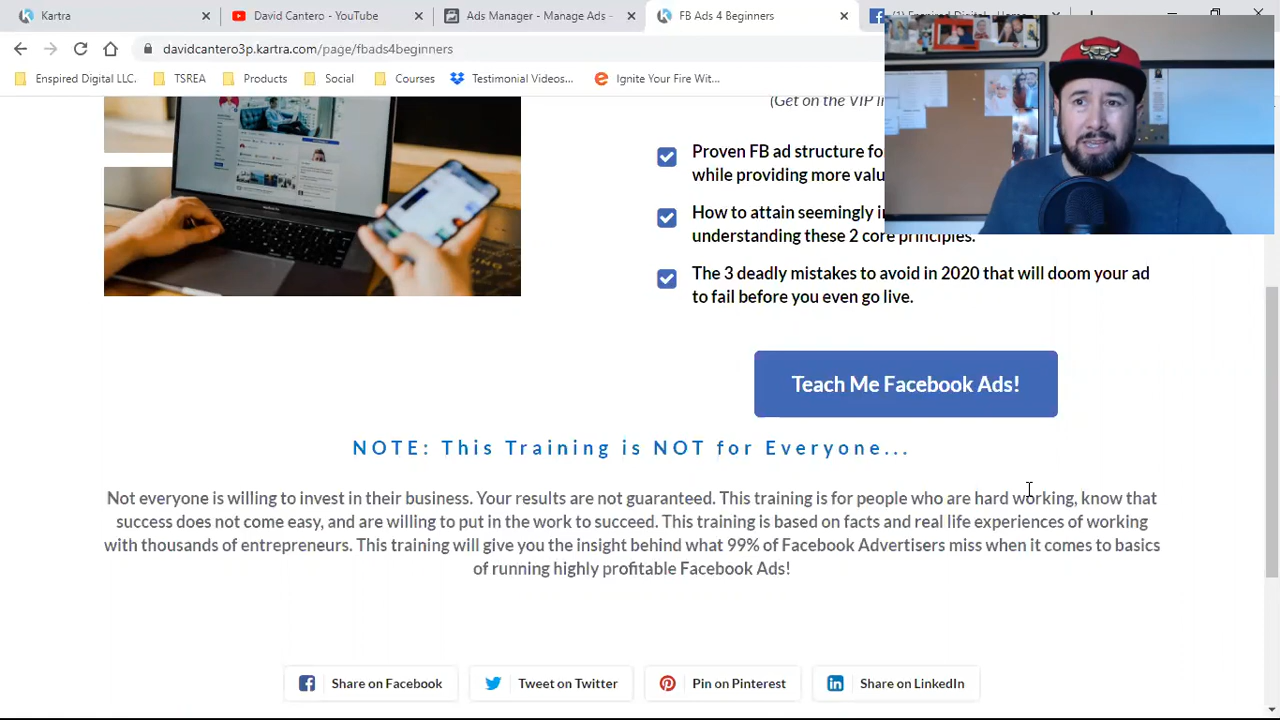 Kartra
David Cantero - YouTube
Ads Manager - Manage Ads -
FB Ads 4 Beginners
davidcantero3p.kartra.com/page/fbads4beginners
Enspired Digital LLC.
TSREA
Products
Social
Courses
Testimonial Videos...
Ignite Your Fire Wit...
(Get on the VIP
Proven FB ad structure
while providing more
How to attain seemingly
understanding these 2 core principles.
The 3 deadly mistakes to avoid in 2020 that will doom your ad
to fail before you even go live.
Teach Me Facebook Ads!
NOTE: This Training is NOT for Everyone...
Not everyone is willing to invest in their business. Your results are not guaranteed. This training is for people who are hard working, know that
success does not come easy, and are willing to put in the work to succeed. This training is based on facts and real life experiences of working
with thousands of entrepreneurs. This training will give you the insight behind what 99% of Facebook Advertisers miss when it comes to basics
of running highly profitable Facebook Ads!
Share on Facebook
Tweet on Twitter
Pin on Pinterest
Share on LinkedIn